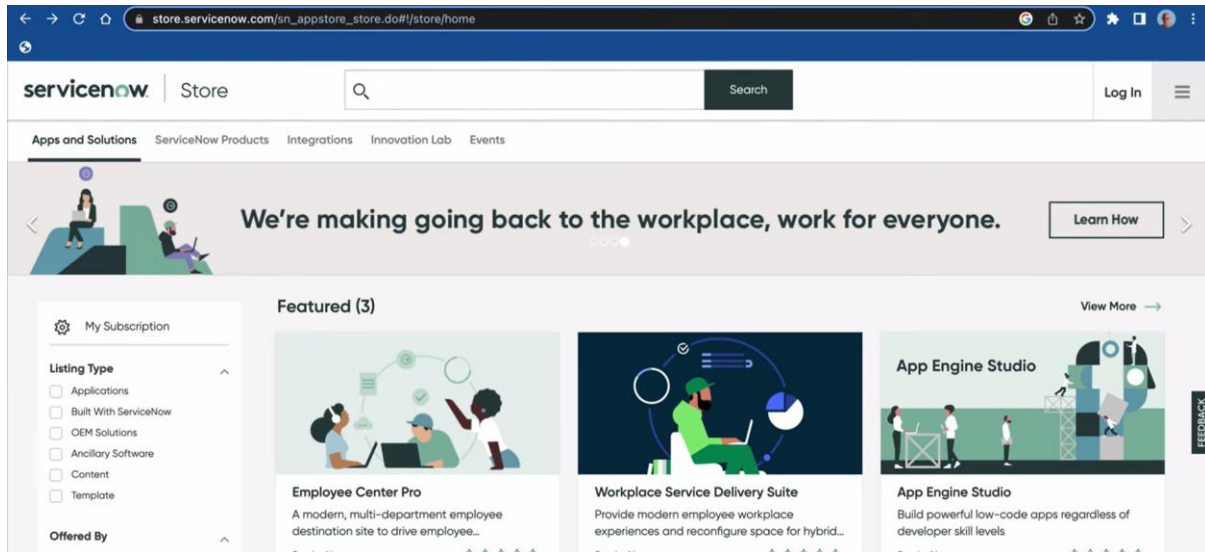 store.servicenow.com/sn_appstore_store.do#!/store/home
servicenow Store
Search
Log In
Apps and Solutions ServiceNow Products Integrations Innovation Lab Events
We're making going back to the workplace, work for everyone.
Learn How
My Subscription
Listing Type
Applications
Built With ServiceNow
OEM Solutions
Ancillary Software
Content
Template
Offered By
Featured (3)
View More
Employee Center Pro
A modern, multi-department employee
destination site to drive employee...
Workplace Service Delivery Suite
Provide modern employee workplace
experiences and reconfigure space for hybrid...
App Engine Studio
App Engine Studio
Build powerful low-code apps regardless of
developer skill levels
FEEDBACK